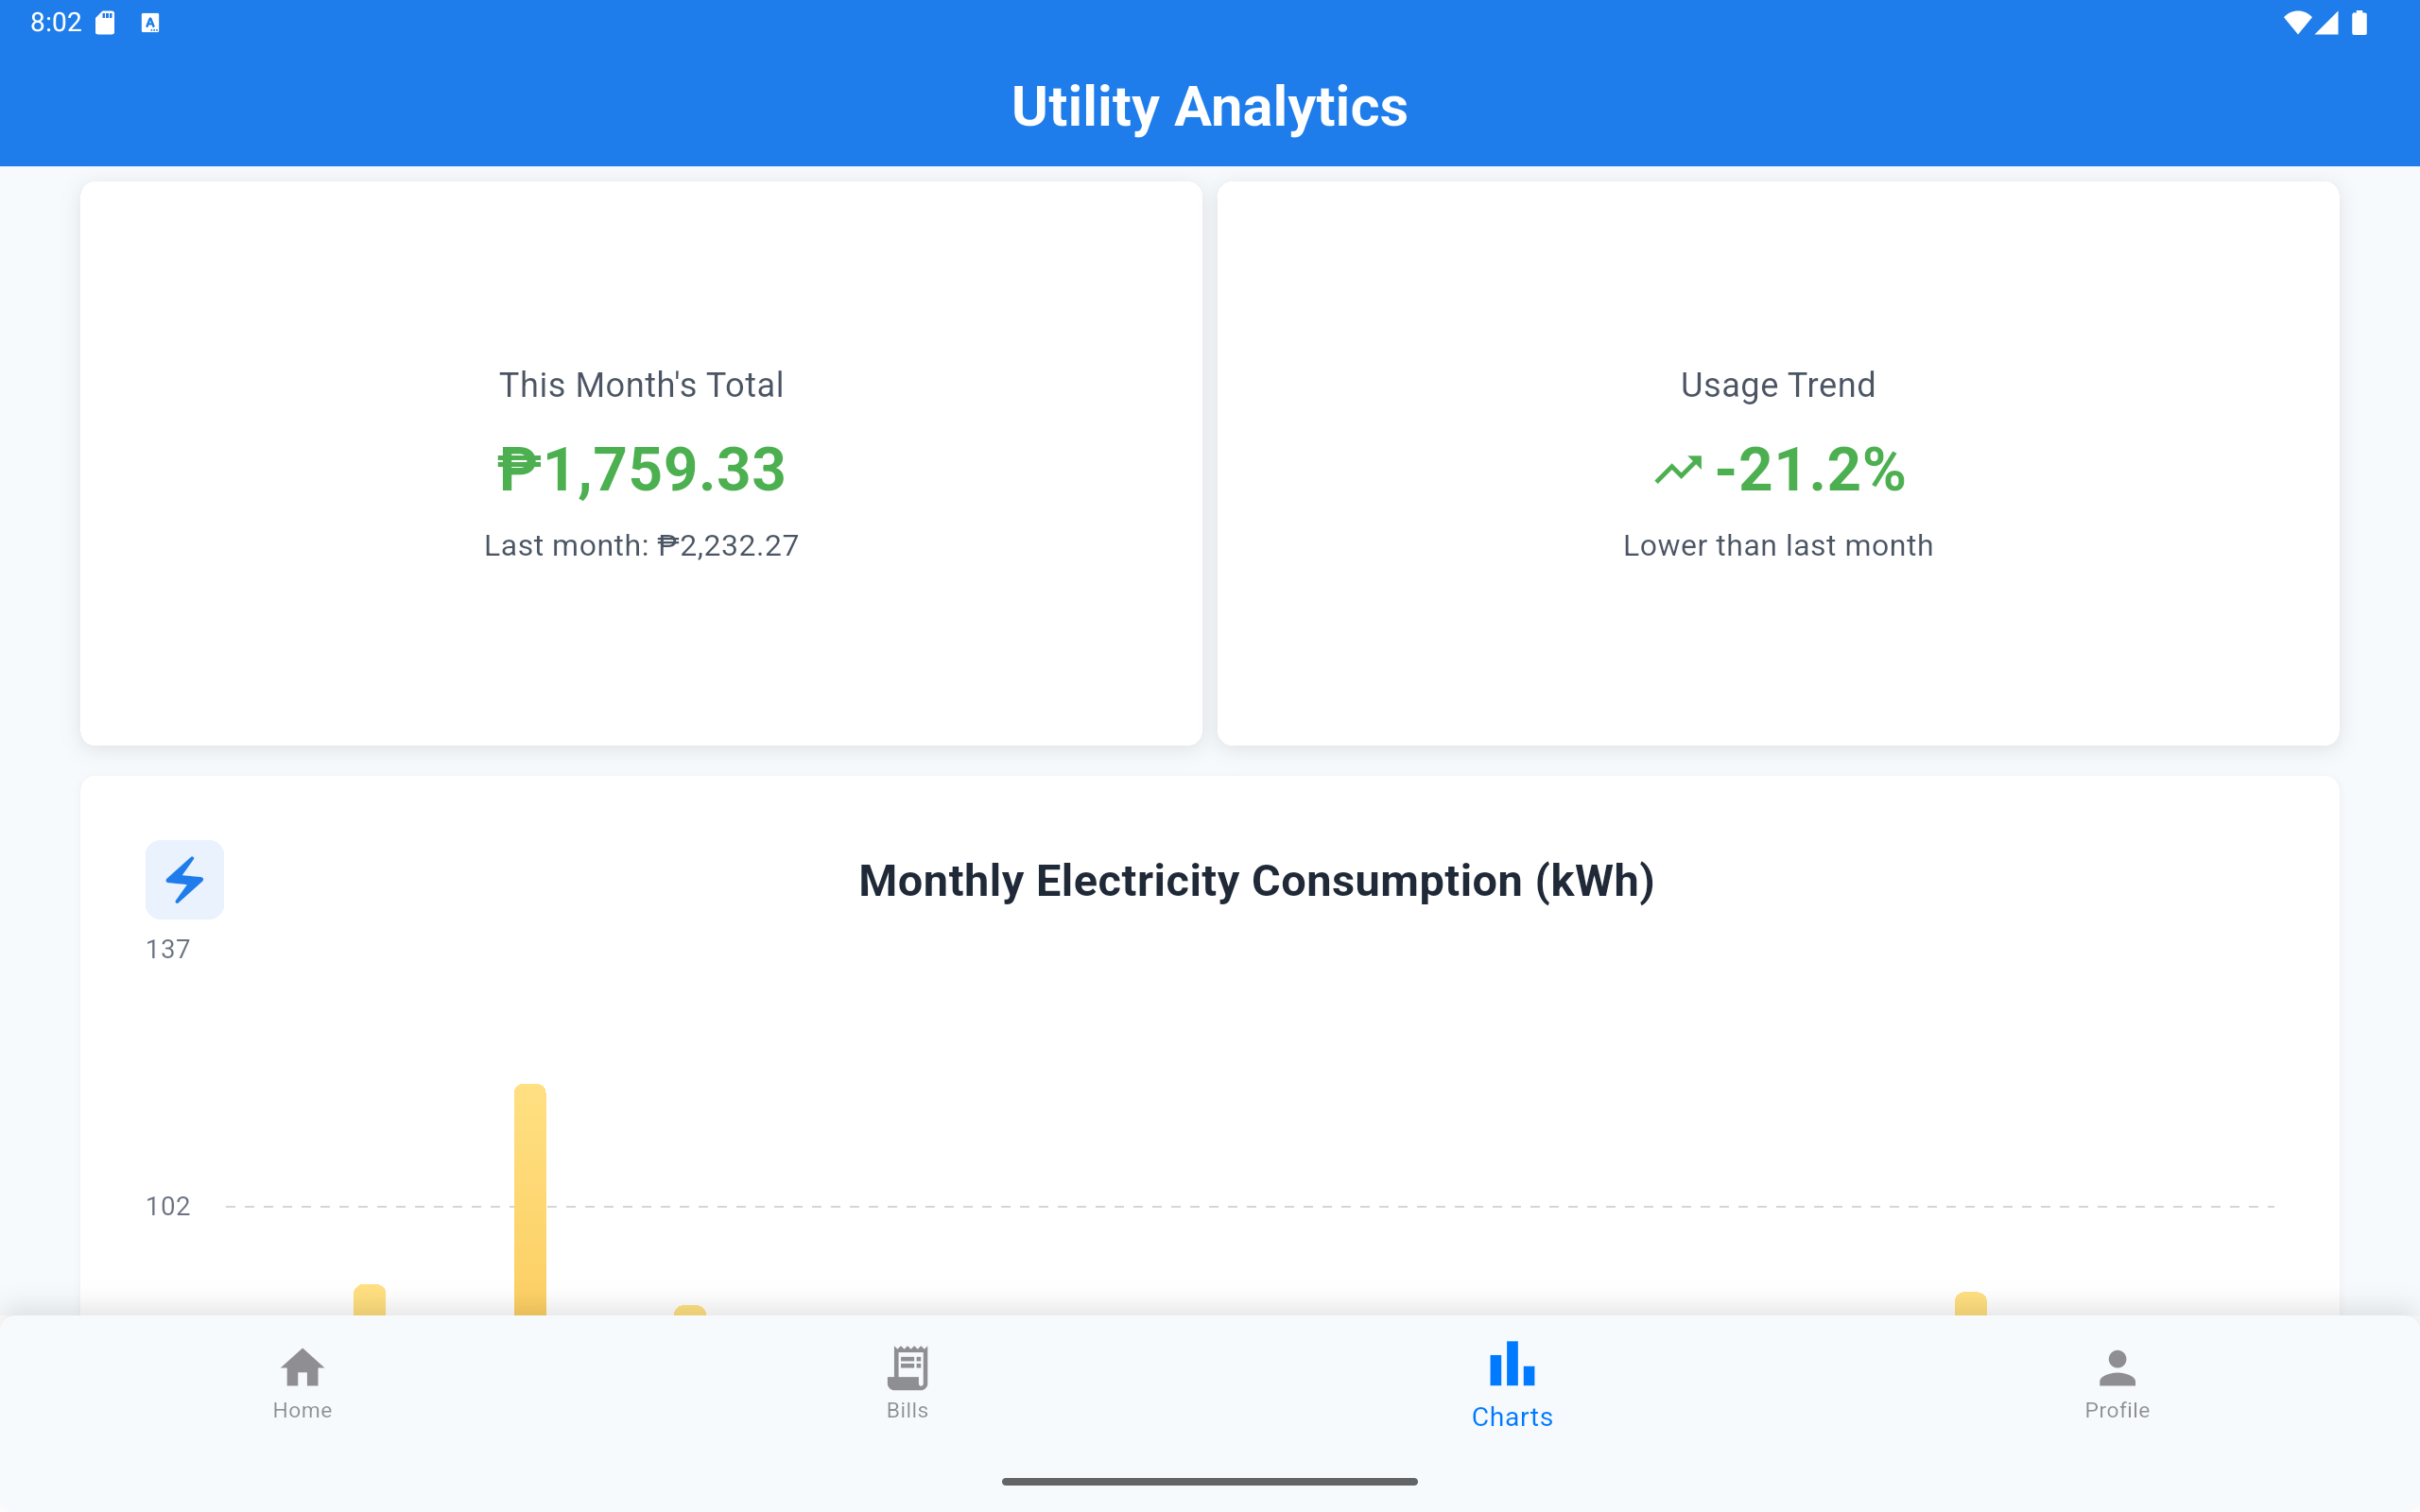 8:02
Utility Analytics
This Month's Total
₱1,759.33
Last month: ₱2,232.27
Usage Trend
-21.2%
Lower than last month
Monthly Electricity Consumption (kWh)
137
102
Home
Bills
Charts
Profile